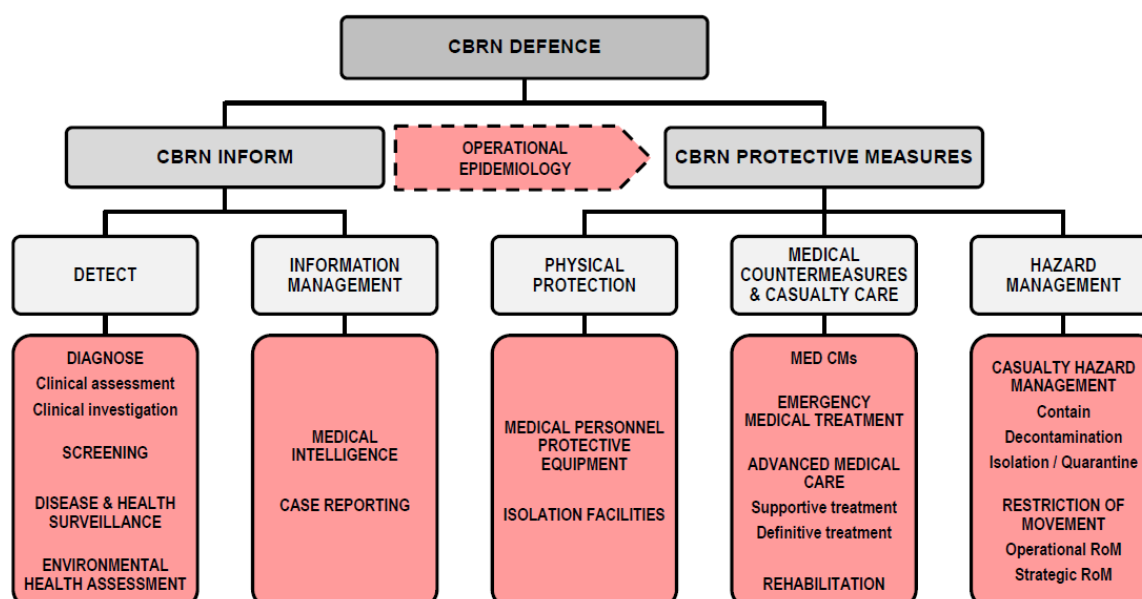 CBRN DEFENCE
CBRN INFORM
OPERATIONAL
EPIDEMIOLOGY
CBRN PROTECTIVE MEASURES
DETECT
INFORMATION
MANAGEMENT
PHYSICAL
PROTECTION
MEDICAL
COUNTERMEASURES
& CASUALTY CARE
HAZARD
MANAGEMENT
DIAGNOSE
Clinical assessment
Clinical investigation
SCREENING
DISEASE & HEALTH
SURVEILLANCE
ENVIRONMENTAL
HEALTH ASSESSMENT
MEDICAL
INTELLIGENCE
CASE REPORTING
MEDICAL PERSONNEL
PROTECTIVE
EQUIPMENT
ISOLATION FACILITIES
MED CMs
EMERGENCY
MEDICAL TREATMENT
ADVANCED MEDICAL
CARE
Supportive treatment
Definitive treatment
REHABILITATION
CASUALTY HAZARD
MANAGEMENT
Contain
Decontamination
Isolation / Quarantine
RESTRICTION OF
MOVEMENT
Operational RoM
Strategic RoM